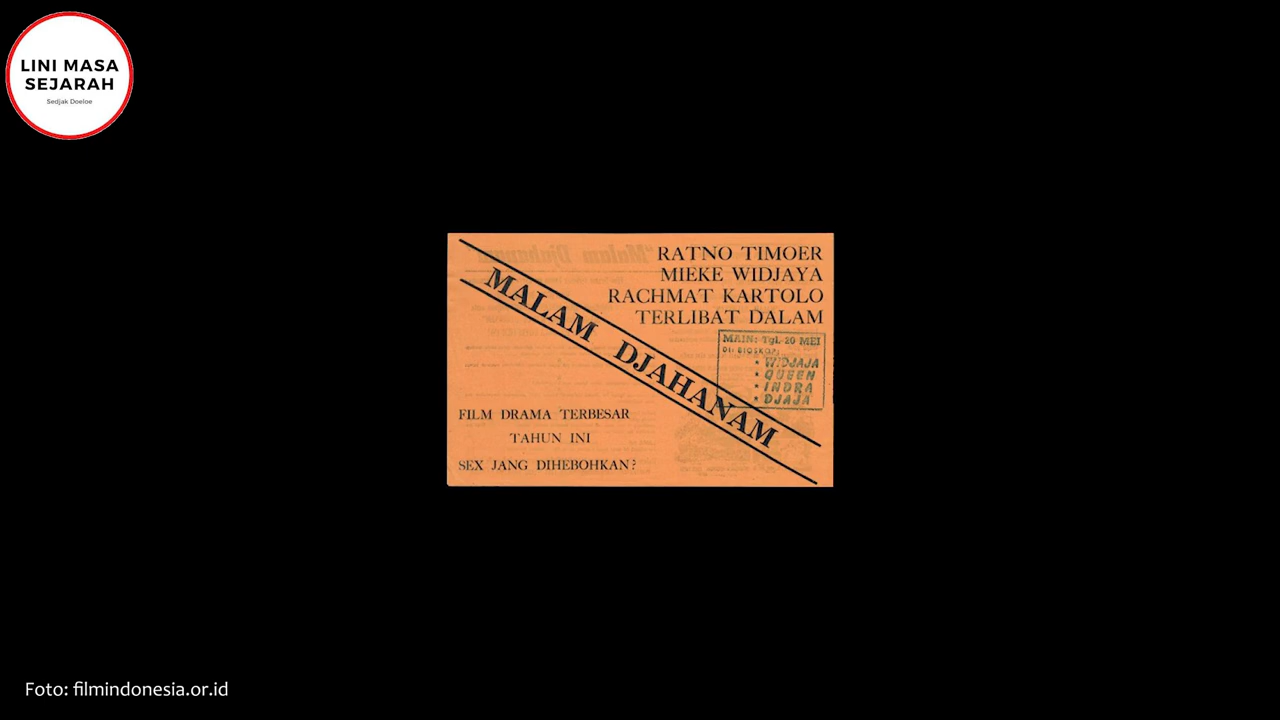 LINI MASA
SEJARAH
Sedjak Doeloe
RATNO TIMOER
MIEKE WIDJAYA
RACHMAT KARTOLO
TERLIBAT DALAM
MALAM DJAHANAM
MAIN: Tgl. 20 MEI
DI: BIOSKOP:
• WIDJAJA
• QUEEN
• INDRA
• DJAJA
FILM DRAMA TERBESAR
TAHUN INI
SEX JANG DIHEBOHKAN?
Foto: filmindonesia.or.id